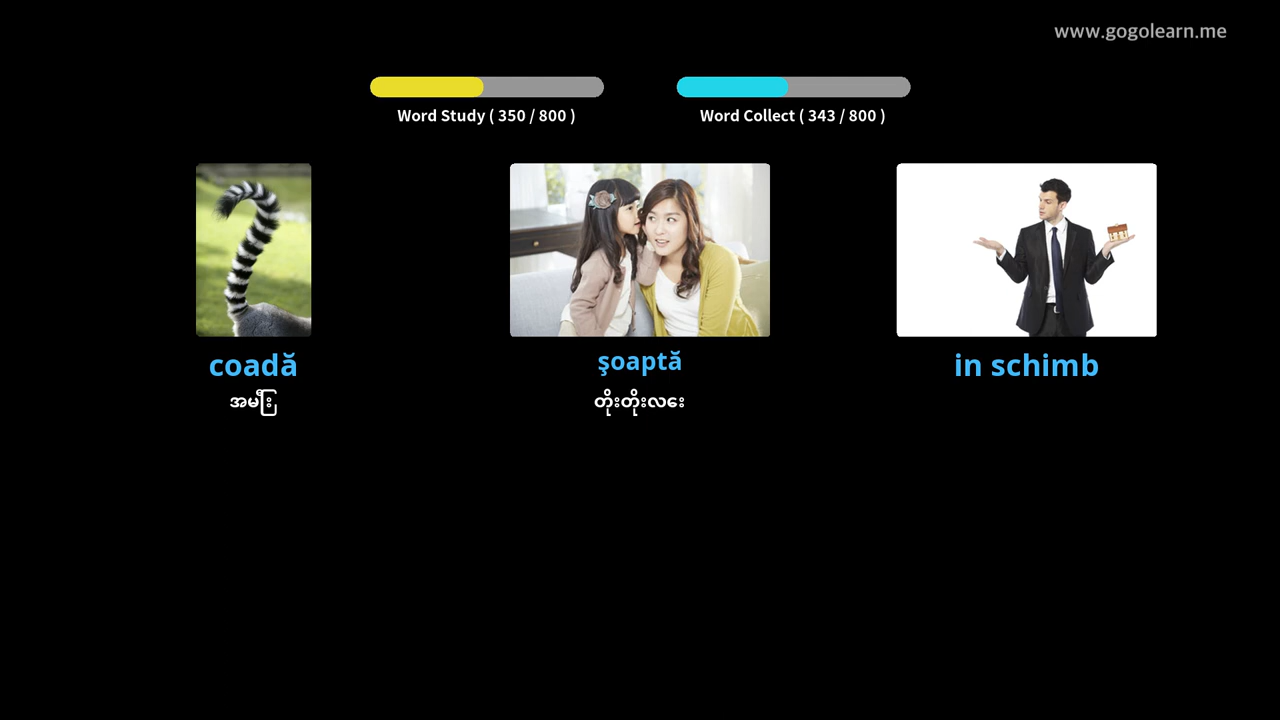 www.gogolearn.me
Word Study ( 350 / 800 )
Word Collect ( 343 / 800 )
coadă
şoaptă
in schimb
အမြီး
တိုးတိုးလေး